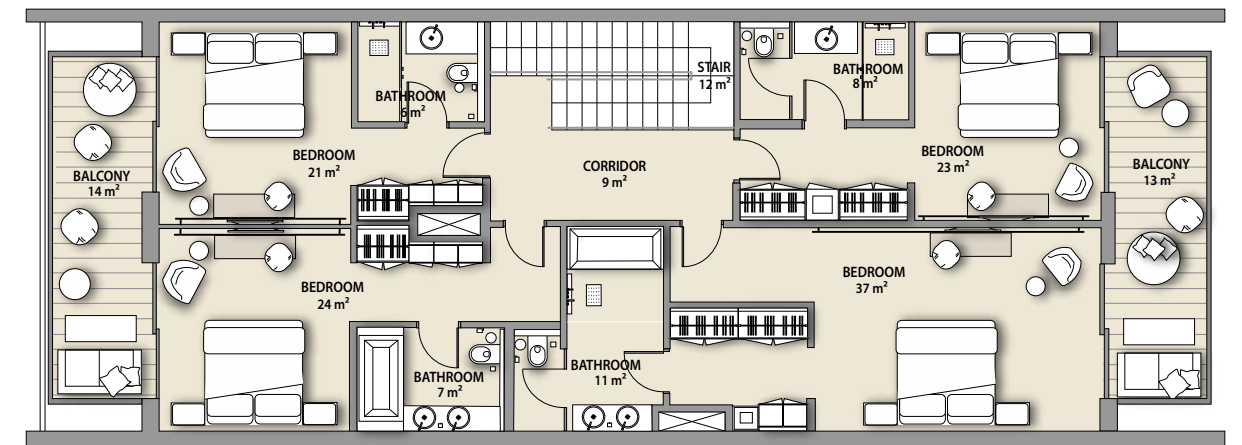 STAIR
12 m²
BATHROOM
8 m²
BATHROOM
6 m²
BEDROOM
21 m²
CORRIDOR
9 m²
BEDROOM
23 m²
BALCONY
14 m²
BALCONY
13 m²
BEDROOM
24 m²
BEDROOM
37 m²
BATHROOM
7 m²
BATHROOM
11 m²